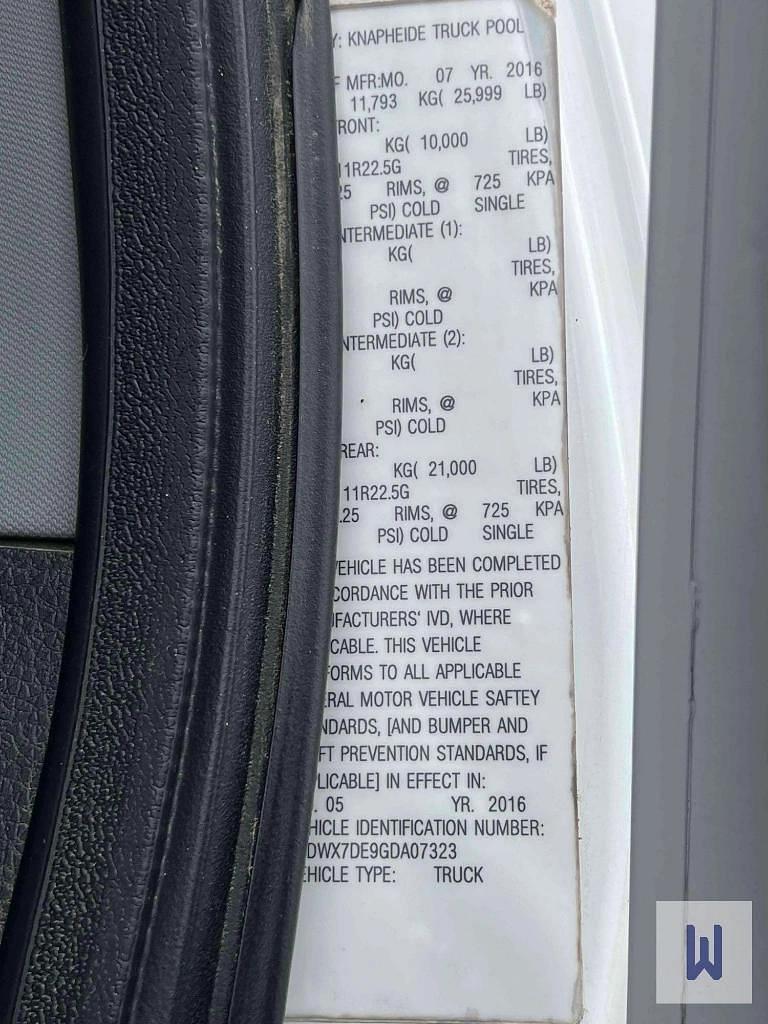 Y: KNAPHEIDE TRUCK POOL
F MFR:MO. 07 YR. 2016
11,793 KG( 25,999 LB)
RONT:
KG( 10,000 LB)
11R22.5G TIRES,
25 RIMS, @ 725 KPA
PSI) COLD SINGLE
NTERMEDIATE (1):
KG( LB)
TIRES,
RIMS, @ KPA
PSI) COLD
NTERMEDIATE (2):
KG( LB)
TIRES,
RIMS, @ KPA
PSI) COLD
REAR:
KG( 21,000 LB)
11R22.5G TIRES,
.25 RIMS, @ 725 KPA
PSI) COLD SINGLE
VEHICLE HAS BEEN COMPLETED
CORDANCE WITH THE PRIOR
UFACTURERS' IVD, WHERE
CABLE. THIS VEHICLE
FORMS TO ALL APPLICABLE
ERAL MOTOR VEHICLE SAFTEY
NDARDS, [AND BUMPER AND
FT PREVENTION STANDARDS, IF
PLICABLE] IN EFFECT IN:
. 05 YR. 2016
HICLE IDENTIFICATION NUMBER:
DWX7DE9GDA07323
EHICLE TYPE: TRUCK
W